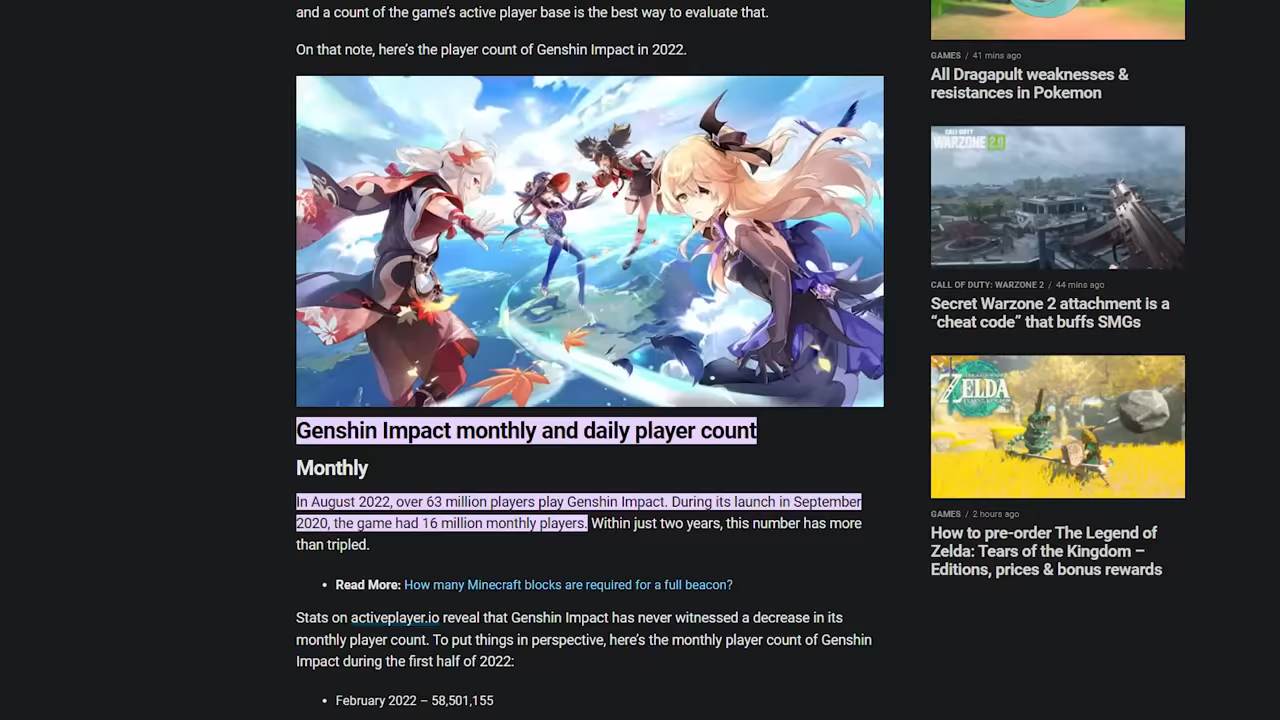 and a count of the game's active player base is the best way to evaluate that.
On that note, here's the player count of Genshin Impact in 2022.
Genshin Impact monthly and daily player count
Monthly
In August 2022, over 63 million players play Genshin Impact. During its launch in September
2020, the game had 16 million monthly players. Within just two years, this number has more
than tripled.
• Read More: How many Minecraft blocks are required for a full beacon?
Stats on activeplayer.io reveal that Genshin Impact has never witnessed a decrease in its
monthly player count. To put things in perspective, here's the monthly player count of Genshin
Impact during the first half of 2022:
• February 2022 – 58,501,155
GAMES / 41 mins ago
All Dragapult weaknesses &
resistances in Pokemon
CALL OF DUTY
WARZONE 2.0
CALL OF DUTY: WARZONE 2 / 44 mins ago
Secret Warzone 2 attachment is a
“cheat code” that buffs SMGs
ZELDA
GAMES / 2 hours ago
How to pre-order The Legend of
Zelda: Tears of the Kingdom –
Editions, prices & bonus rewards